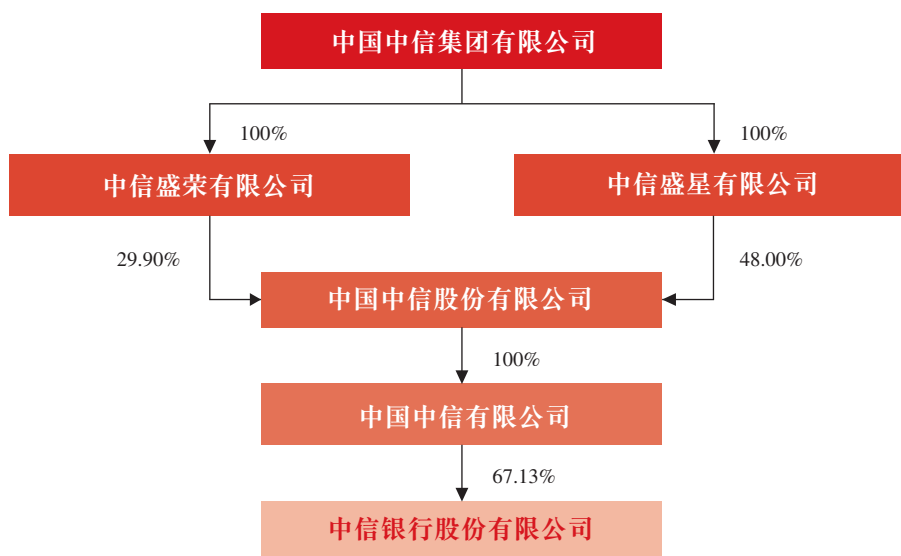 中国中信集团有限公司
100%
100%
中信盛荣有限公司
中信盛星有限公司
29.90%
48.00%
中国中信股份有限公司
100%
中国中信有限公司
67.13%
中信银行股份有限公司